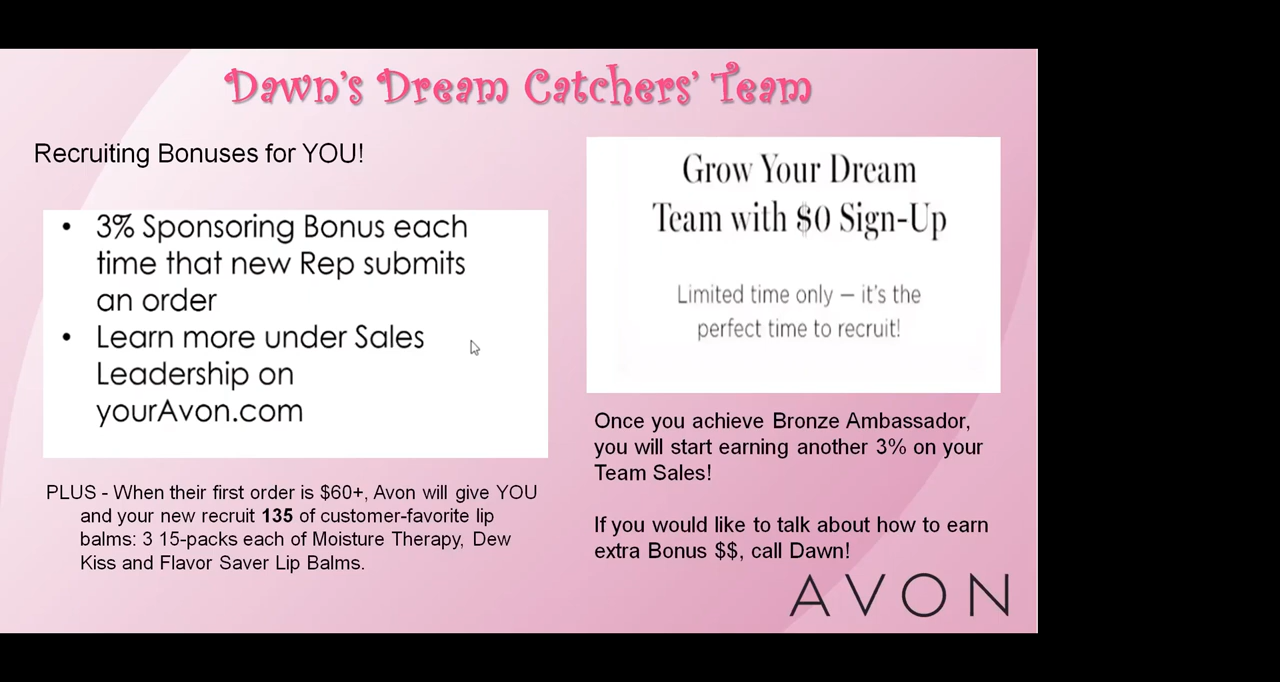 Dawn's Dream Catchers' Team
Recruiting Bonuses for YOU!
• 3% Sponsoring Bonus each
time that new Rep submits
an order
• Learn more under Sales
Leadership on
yourAvon.com
PLUS - When their first order is $60+, Avon will give YOU
and your new recruit 135 of customer-favorite lip
balms: 3 15-packs each of Moisture Therapy, Dew
Kiss and Flavor Saver Lip Balms.
Grow Your Dream
Team with $0 Sign-Up
Limited time only – it's the
perfect time to recruit!
Once you achieve Bronze Ambassador,
you will start earning another 3% on your
Team Sales!
If you would like to talk about how to earn
extra Bonus $$, call Dawn!
AVON